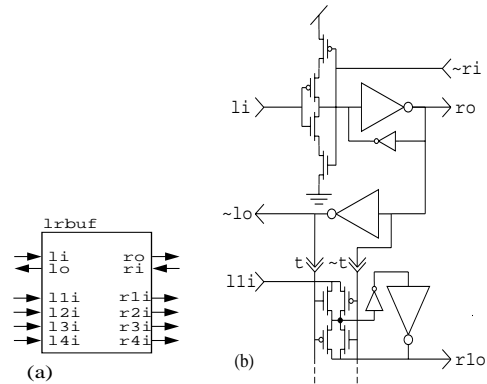 (b)
~ri
li
ro
~lo
t ~t
l1i
r1o
lrbuf
li ro
lo ri
l1i r1i
l2i r2i
l3i r3i
l4i r4i
(a)